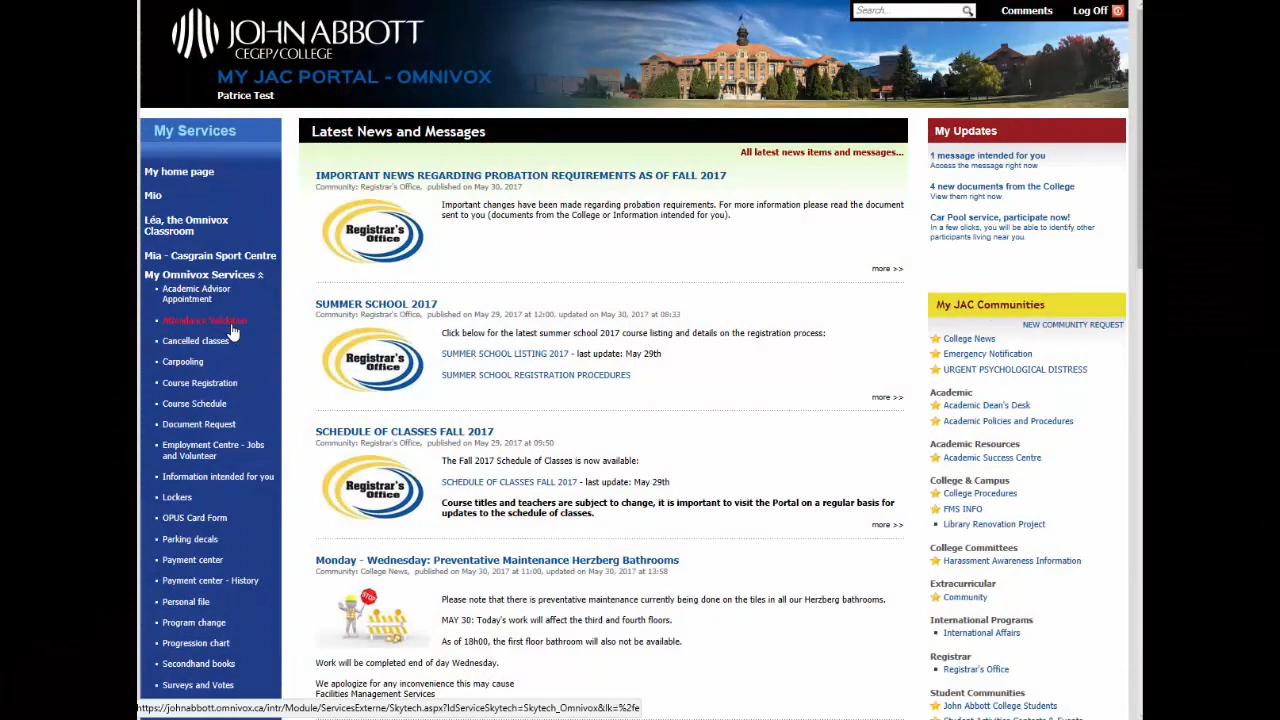 JOHN ABBOTT
CEGEP/COLLEGE
MY JAC PORTAL - OMNIVOX
Patrice Test
Search...
Comments
Log Off
My Services
My home page
Mio
Léa, the Omnivox
Classroom
Mia - Casgrain Sport Centre
My Omnivox Services
Academic Advisor
Appointment
Attendance Validation
Cancelled classes
Carpooling
Course Registration
Course Schedule
Document Request
Employment Centre - Jobs
and Volunteer
Information intended for you
Lockers
OPUS Card Form
Parking decals
Payment center
Payment center - History
Personal file
Program change
Progression chart
Secondhand books
Surveys and Votes
Latest News and Messages
All latest news items and messages...
IMPORTANT NEWS REGARDING PROBATION REQUIREMENTS AS OF FALL 2017
Community: Registrar's Office, published on May 30, 2017
Registrar's
Office
Important changes have been made regarding probation requirements. For more information please read the document
sent to you (documents from the College or Information intended for you).
more >>
SUMMER SCHOOL 2017
Community: Registrar's Office, published on May 29, 2017 at 12:00, updated on May 30, 2017 at 08:33
Registrar's
Office
Click below for the latest summer school 2017 course listing and details on the registration process:
SUMMER SCHOOL LISTING 2017 - last update: May 29th
SUMMER SCHOOL REGISTRATION PROCEDURES
more >>
SCHEDULE OF CLASSES FALL 2017
Community: Registrar's Office, published on May 29, 2017 at 09:50
Registrar's
Office
The Fall 2017 Schedule of Classes is now available:
SCHEDULE OF CLASSES FALL 2017 - last update: May 29th
Course titles and teachers are subject to change, it is important to visit the Portal on a regular basis for
updates to the schedule of classes.
more >>
Monday - Wednesday: Preventative Maintenance Herzberg Bathrooms
Community: College News, published on May 30, 2017 at 11:00, updated on May 30, 2017 at 13:58
STOP
Please note that there is preventative maintenance currently being done on the tiles in all our Herzberg bathrooms.
MAY 30: Today's work will affect the third and fourth floors.
As of 18h00, the first floor bathroom will also not be available.
Work will be completed end of day Wednesday.
We apologize for any inconvenience this may cause
Facilities Management Services
My Updates
1 message intended for you
Access the message right now
4 new documents from the College
View them right now
Car Pool service, participate now!
In a few clicks, you will be able to identify other
participants living near you.
My JAC Communities
NEW COMMUNITY REQUEST
College News
Emergency Notification
URGENT PSYCHOLOGICAL DISTRESS
Academic
Academic Dean's Desk
Academic Policies and Procedures
Academic Resources
Academic Success Centre
College & Campus
College Procedures
FMS INFO
Library Renovation Project
College Committees
Harassment Awareness Information
Extracurricular
Community
International Programs
International Affairs
Registrar
Registrar's Office
Student Communities
John Abbott College Students
Student Activities Contests & Events
https://johnabbott.omnivox.ca/intr/Module/ServicesExterne/Skytech.aspx?IdServiceSkytech=Skytech_Omnivox&lk=%2fe